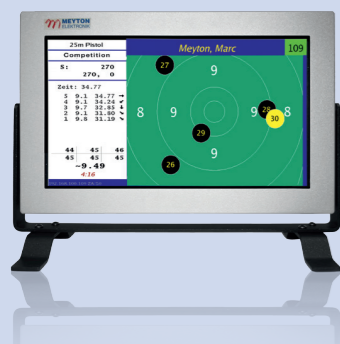 MEYTON
ELEKTRONIK
25m Pistol
Competition
Meyton, Marc
109
S: 270
270, 0
Zeit: 34.77
5 9.1 34.77 →
4 9.1 34.24 ↙
3 9.7 32.85 ↓
2 9.1 31.80 ↘
1 9.8 31.19 ↘
44 45 46
45 45 45
-9.49
4:16
27
9
8 9 9 28 8
30
29
9
26